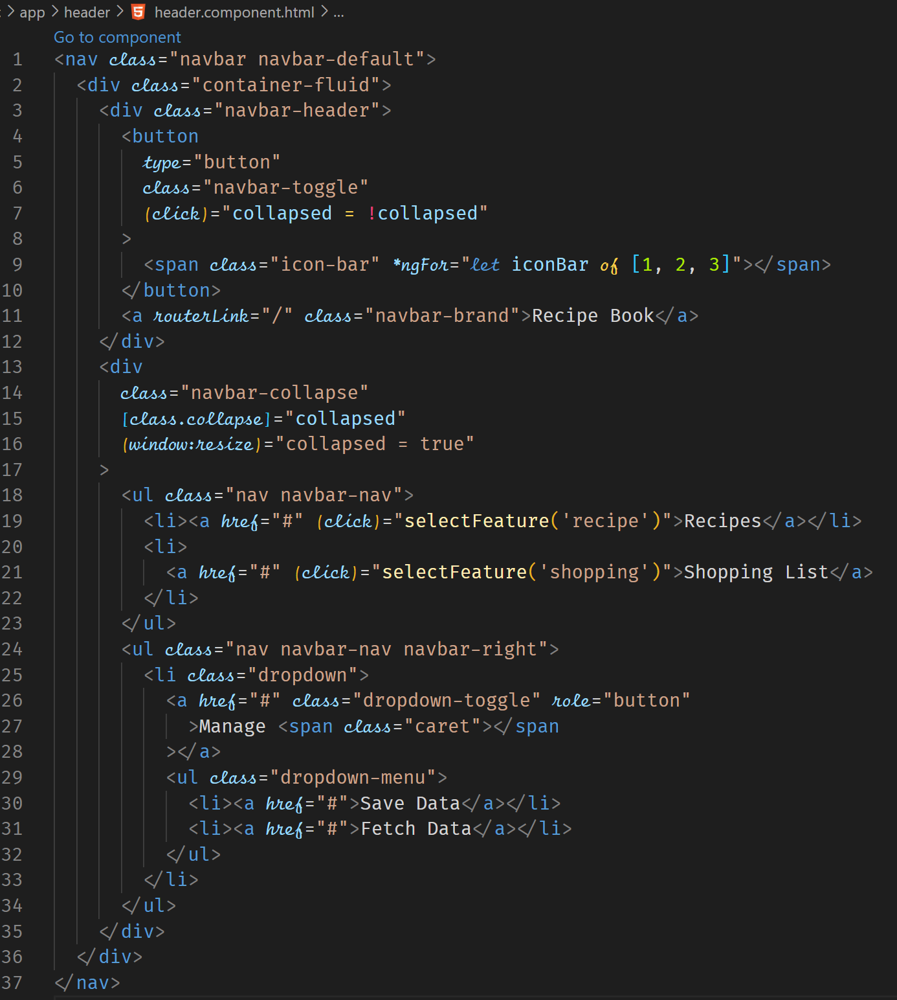 app > header > header.component.html > ...
Go to component
1 <nav class="navbar navbar-default">
2   <div class="container-fluid">
3     <div class="navbar-header">
4       <button
5         type="button"
6         class="navbar-toggle"
7         (click)="collapsed = !collapsed"
8       >
9         <span class="icon-bar" *ngFor="let iconBar of [1, 2, 3]"></span>
10       </button>
11       <a routerLink="/" class="navbar-brand">Recipe Book</a>
12     </div>
13     <div
14       class="navbar-collapse"
15       [class.collapse]="collapsed"
16       (window:resize)="collapsed = true"
17     >
18       <ul class="nav navbar-nav">
19         <li><a href="#" (click)="selectFeature('recipe')">Recipes</a></li>
20         <li>
21           <a href="#" (click)="selectFeature('shopping')">Shopping List</a>
22         </li>
23       </ul>
24       <ul class="nav navbar-nav navbar-right">
25         <li class="dropdown">
26           <a href="#" class="dropdown-toggle" role="button"
27             >Manage <span class="caret"></span
28           ></a>
29           <ul class="dropdown-menu">
30             <li><a href="#">Save Data</a></li>
31             <li><a href="#">Fetch Data</a></li>
32           </ul>
33         </li>
34       </ul>
35     </div>
36   </div>
37 </nav>